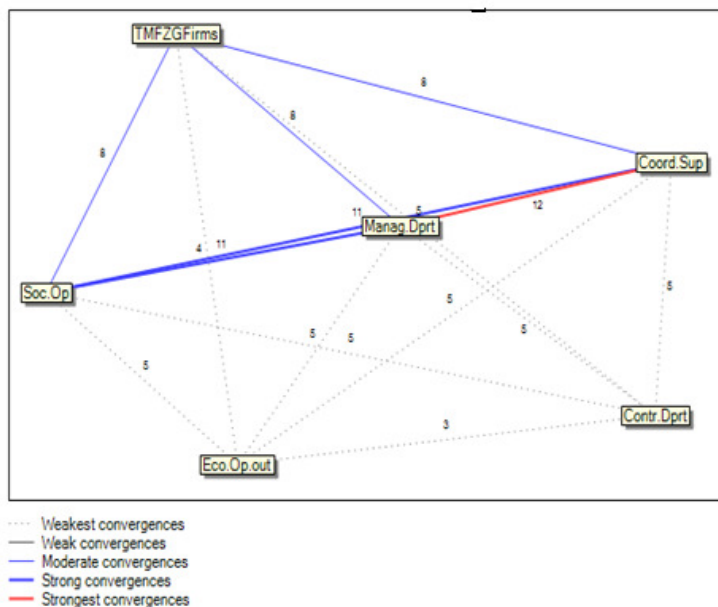 TMFZGFirms
8
Coord.Sup
8
8
11
5
12
Manag.Dprt
4
11
Soc.Op
5
5
5
5
5
5
Contr.Dprt
3
Eco.Op.out
Weakest convergences
Weak convergences
Moderate convergences
Strong convergences
Strongest convergences